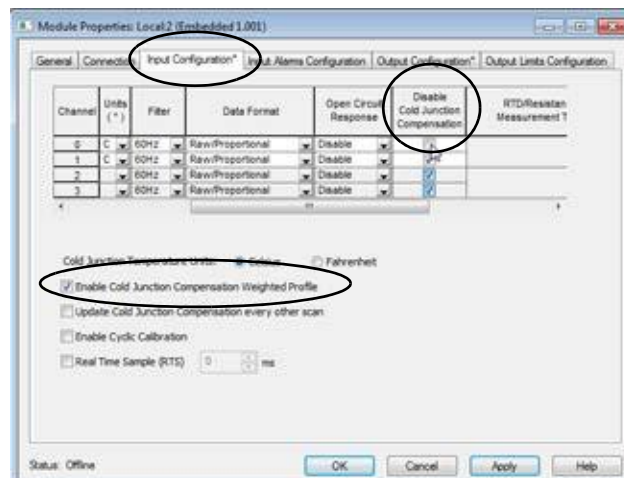 Module Properties: Local:2 (Embedded 1.001)
General Connection Input Configuration* Input Alarms Configuration Output Configuration* Output Limits Configuration
Channel Units (°) Filter Data Format Open Circuit Response Disable Cold Junction Compensation RTD/Resistan Measurement T
0 C 60Hz Raw/Proportional Disable
1 C 60Hz Raw/Proportional Disable
2 60Hz Raw/Proportional Disable
3 60Hz Raw/Proportional Disable
Cold Junction Temperature Units: Celsius Fahrenheit
Enable Cold Junction Compensation Weighted Profile
Update Cold Junction Compensation every other scan
Enable Cyclic Calibration
Real Time Sample (RTS) 0 ms
Status: Offline OK Cancel Apply Help